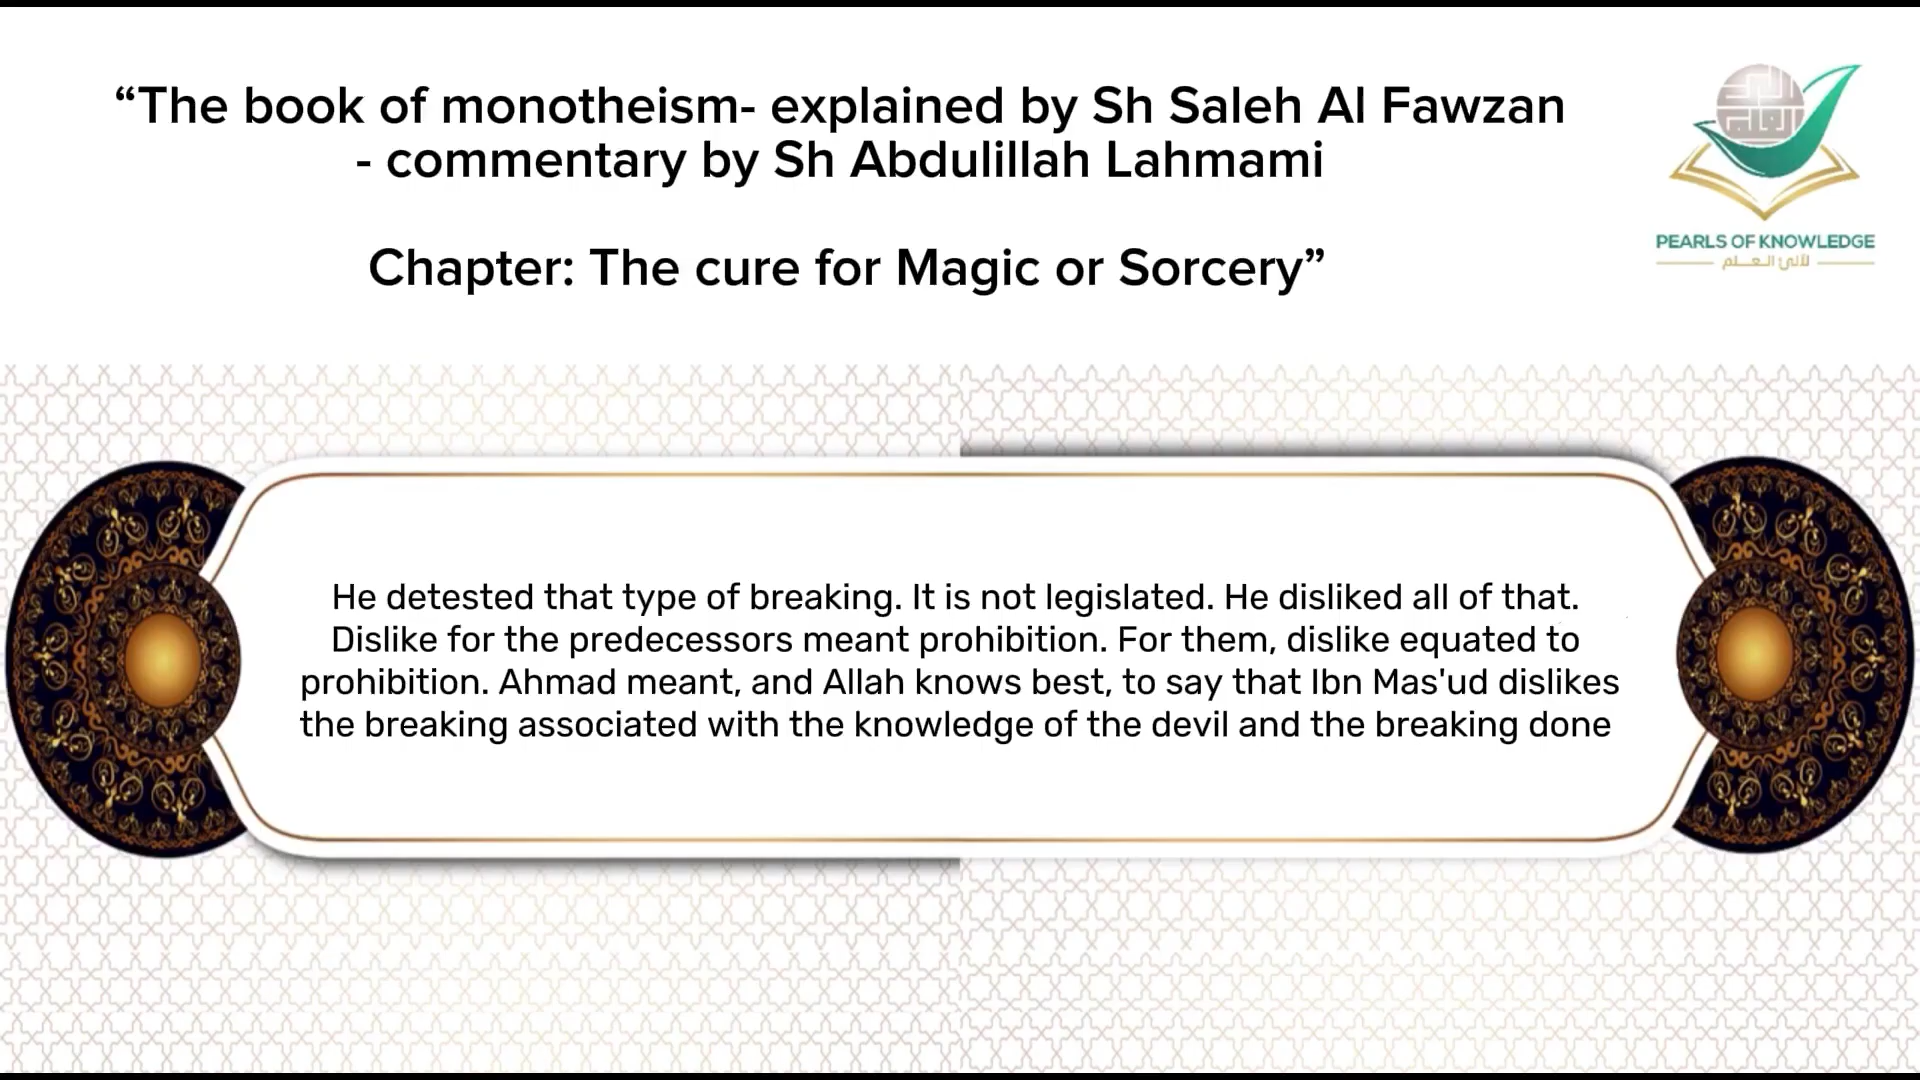 “The book of monotheism- explained by Sh Saleh Al Fawzan
- commentary by Sh Abdulillah Lahmami
Chapter: The cure for Magic or Sorcery”
PEARLS OF KNOWLEDGE
لآلئ العلم
He detested that type of breaking. It is not legislated. He disliked all of that.
Dislike for the predecessors meant prohibition. For them, dislike equated to
prohibition. Ahmad meant, and Allah knows best, to say that Ibn Mas'ud dislikes
the breaking associated with the knowledge of the devil and the breaking done